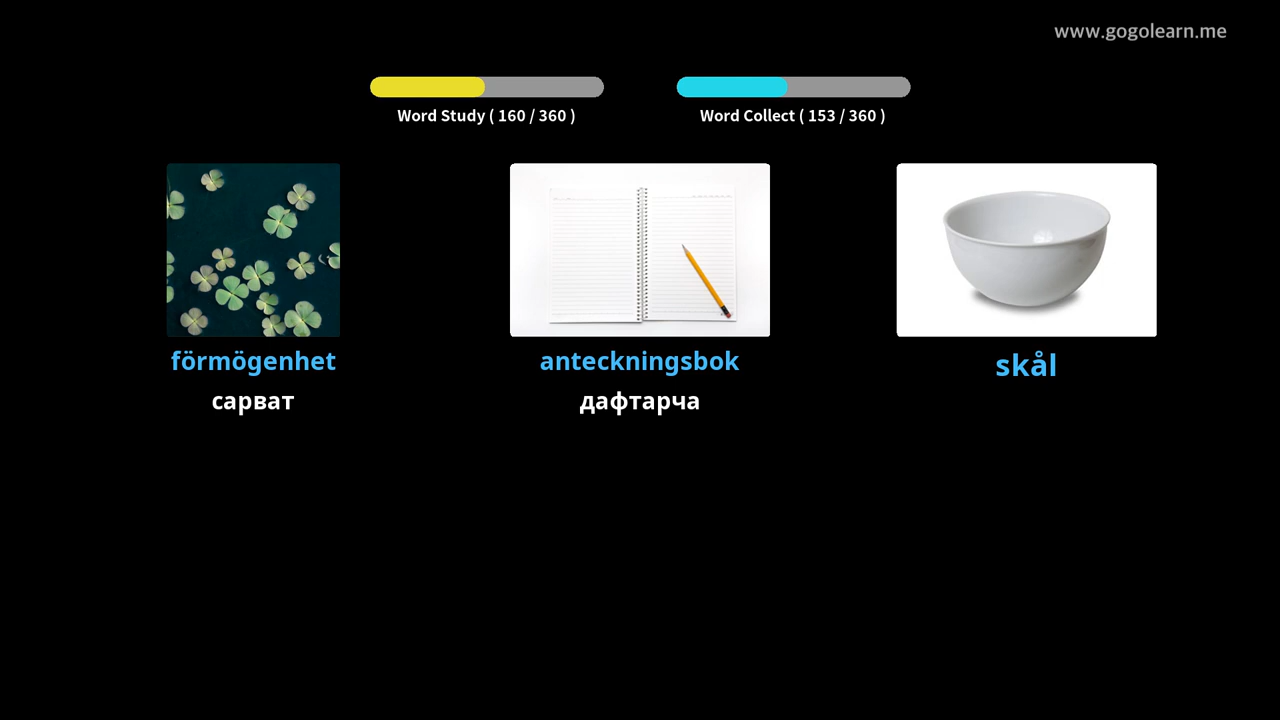 www.gogolearn.me
Word Study ( 160 / 360 )
Word Collect ( 153 / 360 )
förmögenhet
сарват
anteckningsbok
дафтарча
skål